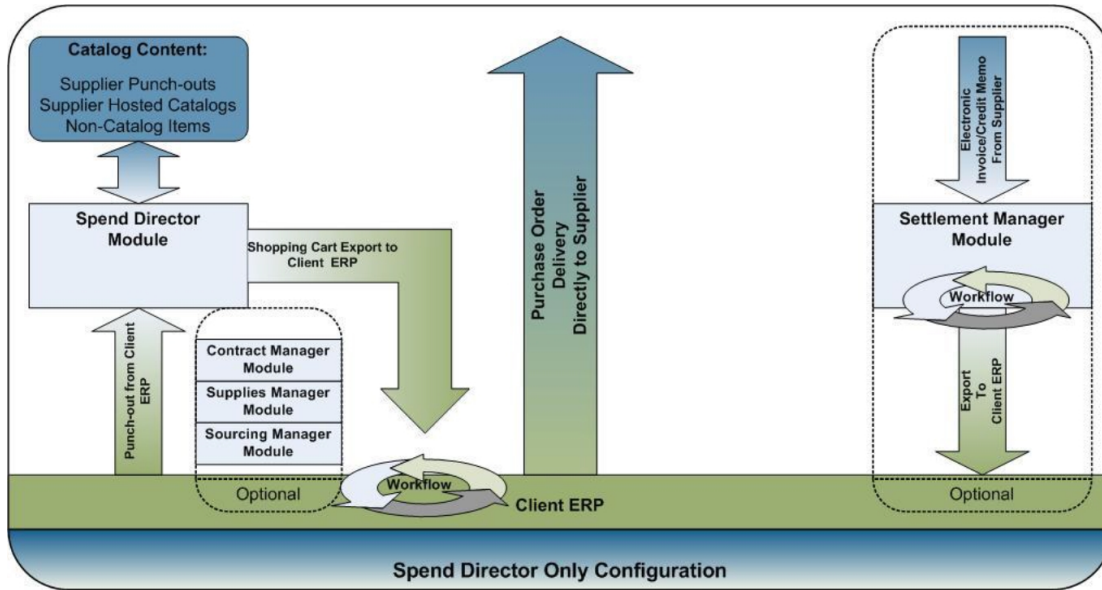 Catalog Content:
Supplier Punch-outs
Supplier Hosted Catalogs
Non-Catalog Items
Spend Director
Module
Shopping Cart Export to
Client ERP
Punch-out from Client
ERP
Contract Manager
Module
Supplies Manager
Module
Sourcing Manager
Module
Optional
Workflow
Client ERP
Purchase Order
Delivery
Directly to Supplier
Electronic
Invoice/Credit Memo
From Supplier
Settlement Manager
Module
Workflow
Export
To
Client ERP
Optional
Spend Director Only Configuration